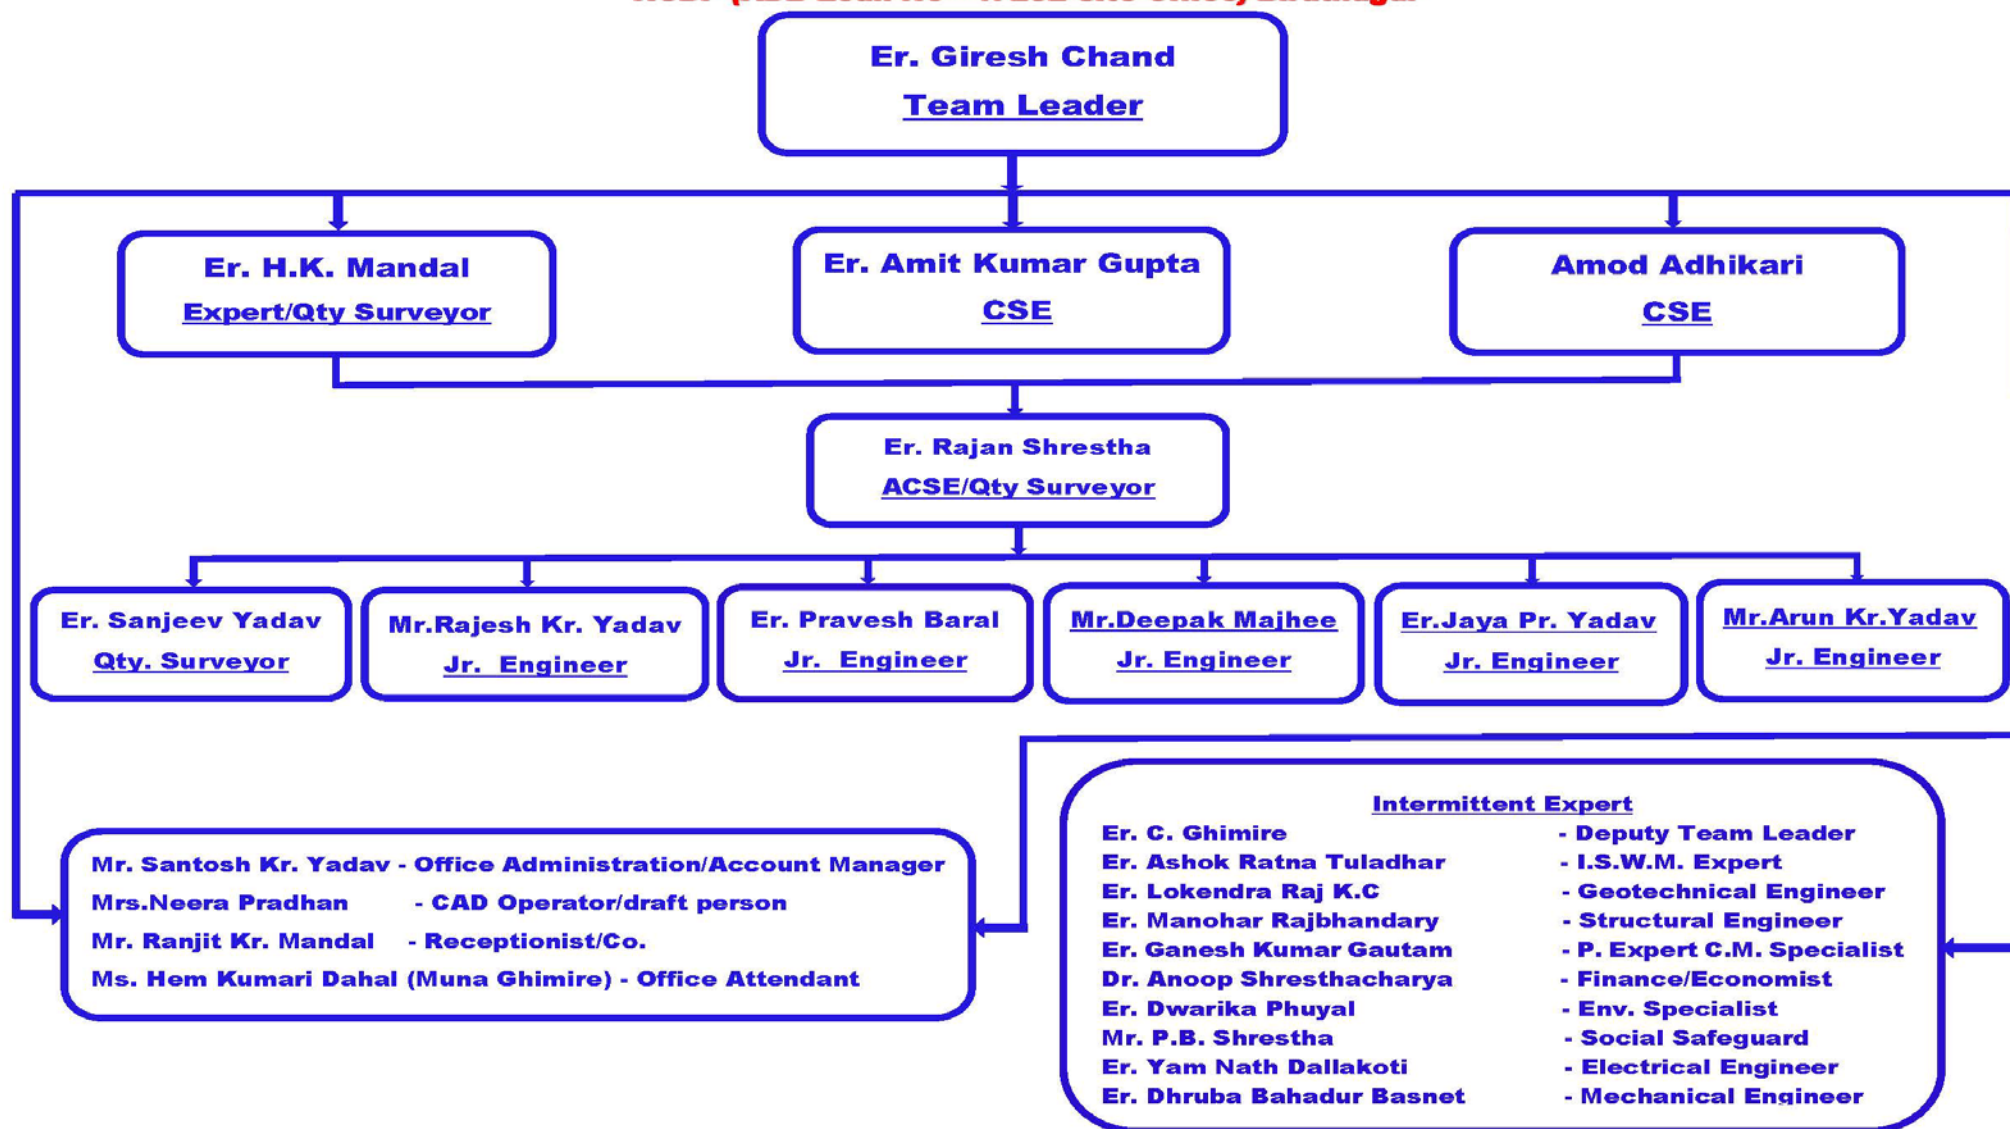 Er. Giresh Chand
Team Leader
Er. H.K. Mandal
Expert/Qty Surveyor
Er. Amit Kumar Gupta
CSE
Amod Adhikari
CSE
Er. Rajan Shrestha
ACSE/Qty Surveyor
Er. Sanjeev Yadav
Qty. Surveyor
Mr.Rajesh Kr. Yadav
Jr. Engineer
Er. Pravesh Baral
Jr. Engineer
Mr.Deepak Majhee
Jr. Engineer
Er.Jaya Pr. Yadav
Jr. Engineer
Mr.Arun Kr.Yadav
Jr. Engineer
Mr. Santosh Kr. Yadav - Office Administration/Account Manager
Mrs.Neera Pradhan - CAD Operator/draft person
Mr. Ranjit Kr. Mandal - Receptionist/Co.
Ms. Hem Kumari Dahal (Muna Ghimire) - Office Attendant
Intermittent Expert
Er. C. Ghimire - Deputy Team Leader
Er. Ashok Ratna Tuladhar - I.S.W.M. Expert
Er. Lokendra Raj K.C - Geotechnical Engineer
Er. Manohar Rajbhandary - Structural Engineer
Er. Ganesh Kumar Gautam - P. Expert C.M. Specialist
Dr. Anoop Shresthacharya - Finance/Economist
Er. Dwarika Phuyal - Env. Specialist
Mr. P.B. Shrestha - Social Safeguard
Er. Yam Nath Dallakoti - Electrical Engineer
Er. Dhruba Bahadur Basnet - Mechanical Engineer